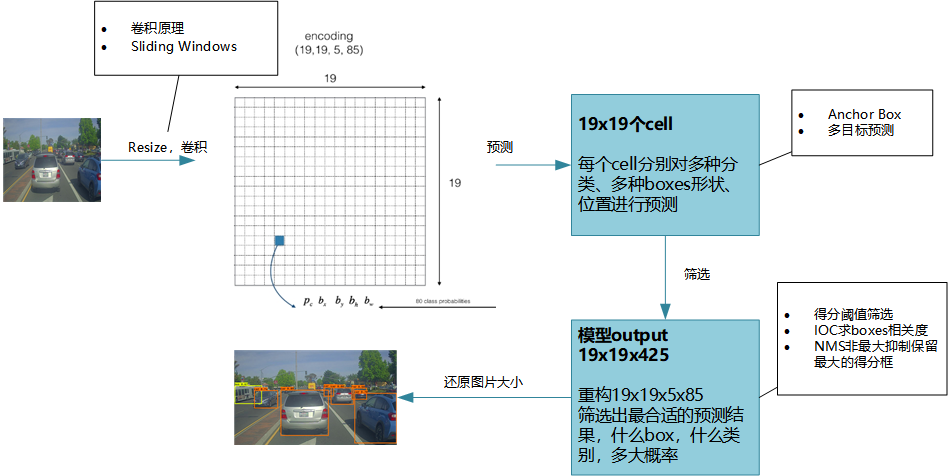 卷积原理
Sliding Windows
encoding
(19,19, 5, 85)
19
19
Resize，卷积
预测
19x19个cell
每个cell分别对多种分
类、多种boxes形状、
位置进行预测
Anchor Box
多目标预测
筛选
p_c b_x b_y b_h b_w
80 class probabilities
模型output
19x19x425
重构19x19x5x85
筛选出最合适的预测结
果，什么box，什么类
别，多大概率
得分阈值筛选
IOC求boxes相关度
NMS非最大抑制保留
最大的得分框
还原图片大小